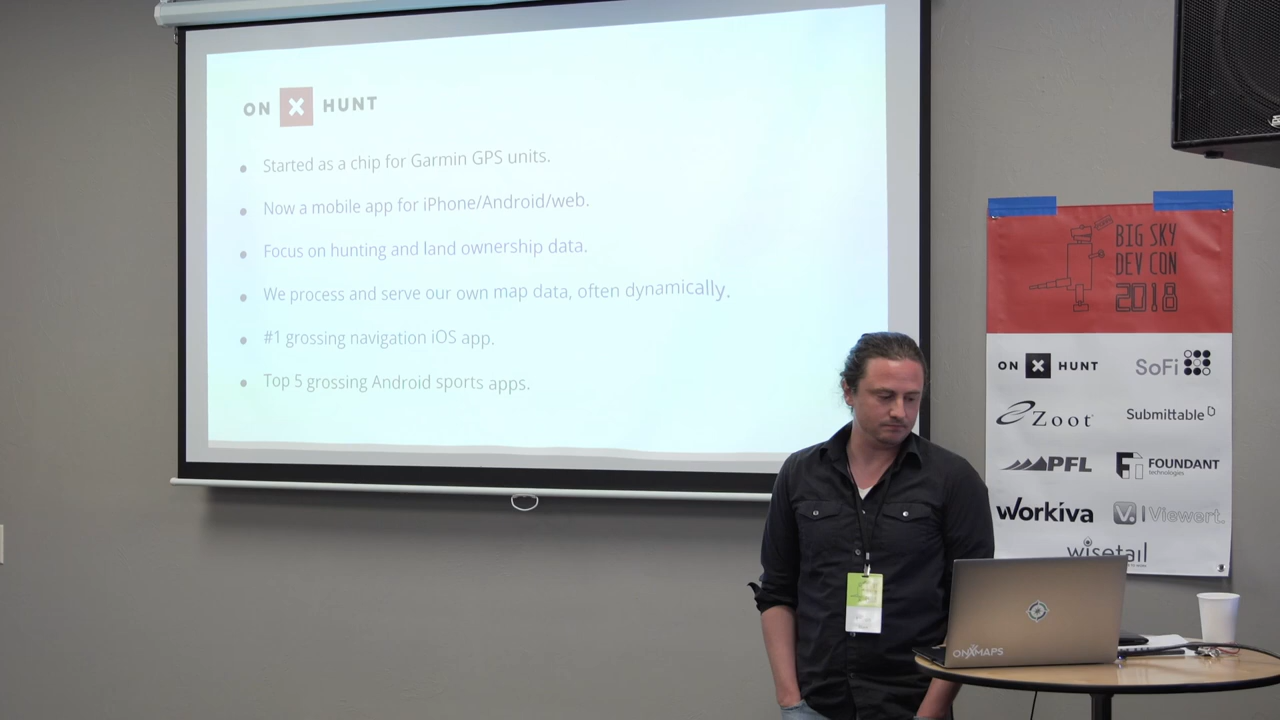 ON X HUNT
Started as a chip for Garmin GPS units.
Now a mobile app for iPhone/Android/web.
Focus on hunting and land ownership data.
We process and serve our own map data, often dynamically.
#1 grossing navigation iOS app.
Top 5 grossing Android sports apps.
BIG SKY
DEV CON
2018
ON X HUNT
SoFi
Zoot
Submittable
PFL
FOUNDANT
technologies
Workiva
V. | Viewert.
wisetail
ONXMAPS